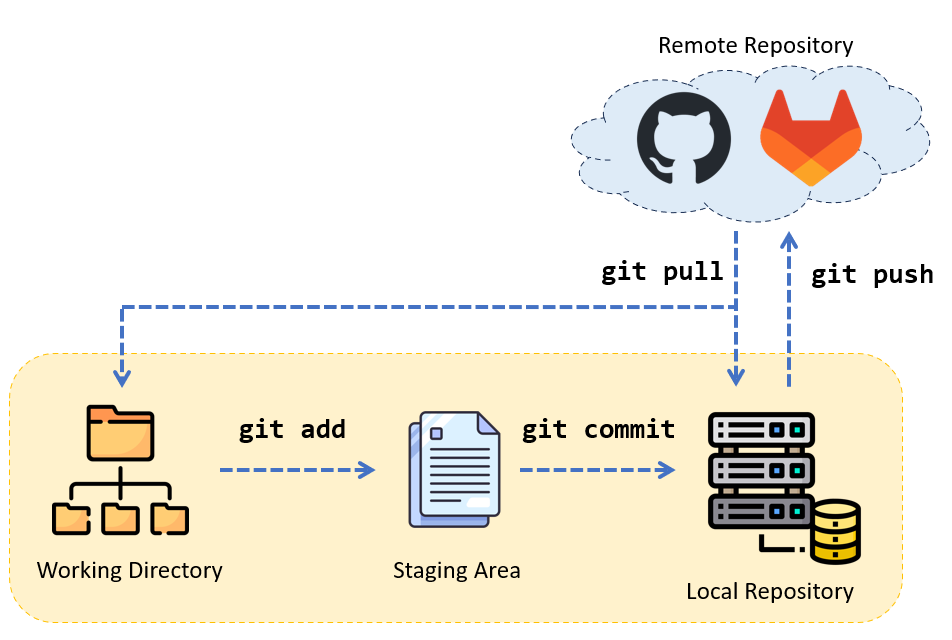 Remote Repository
git pull
git push
git add
git commit
Working Directory
Staging Area
Local Repository